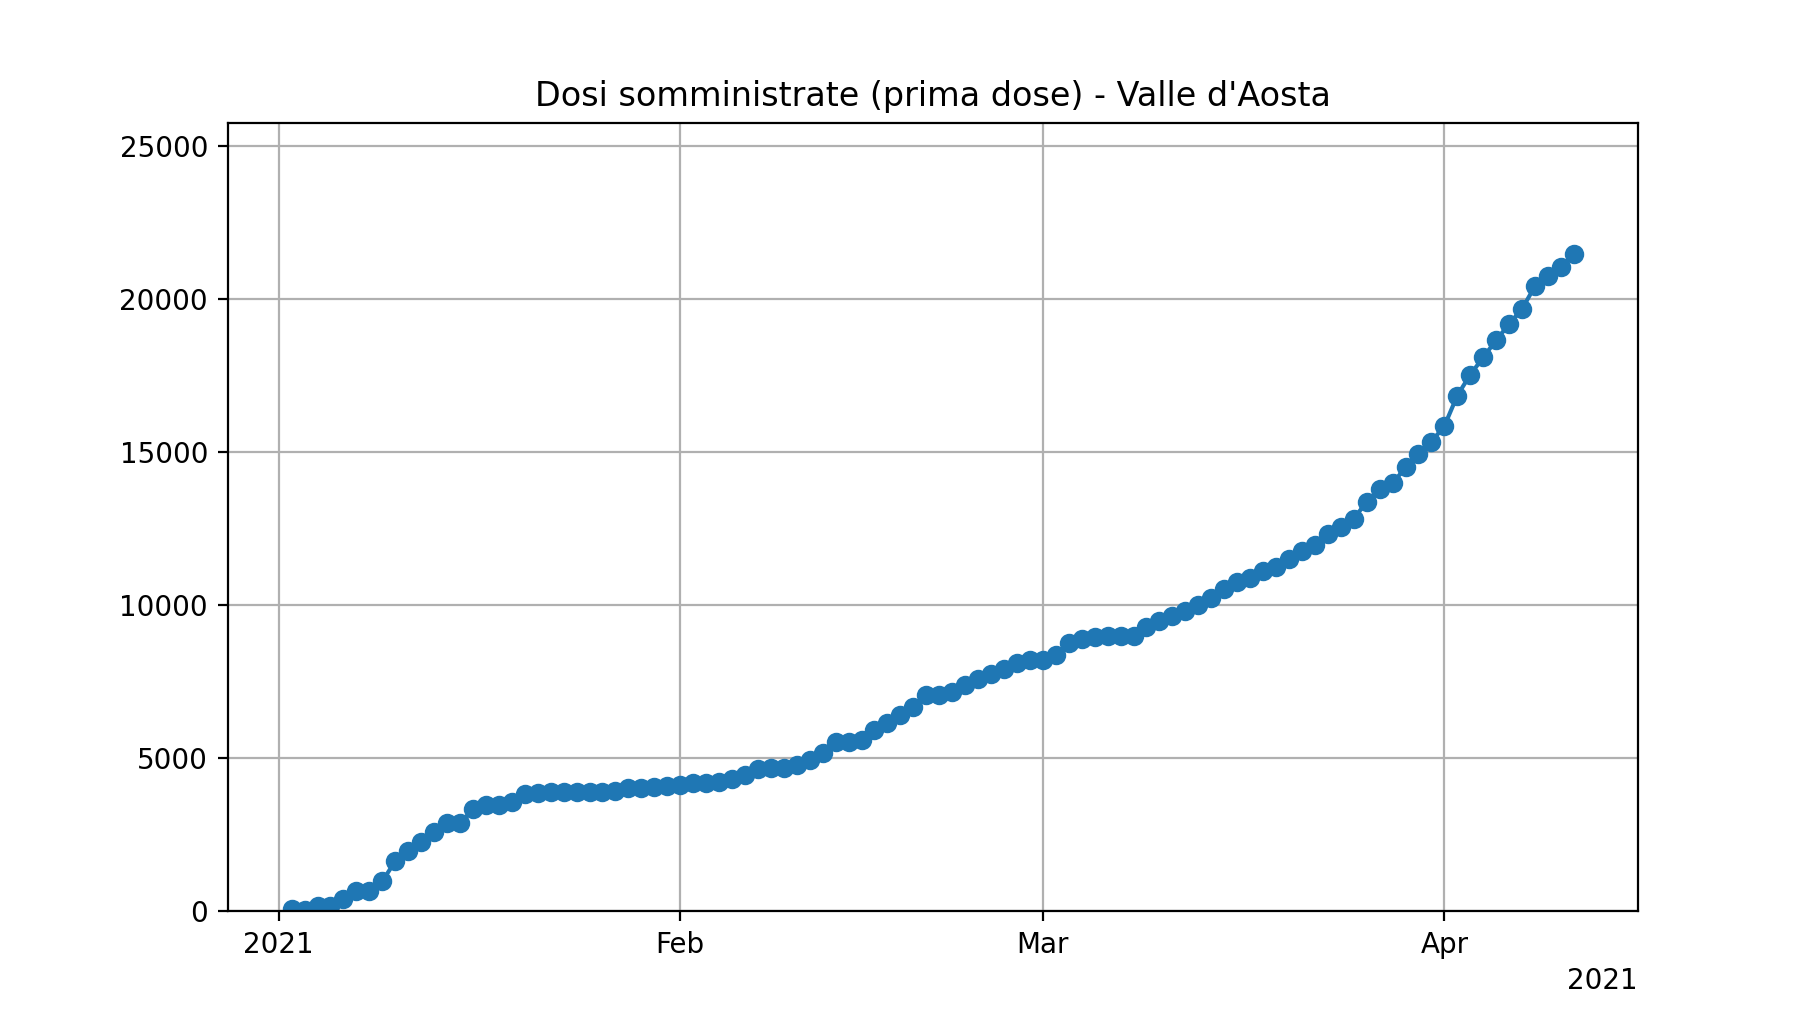 Dosi somministrate (prima dose) - Valle d'Aosta
25000
20000
15000
10000
5000
0
2021
Feb
Mar
Apr
2021